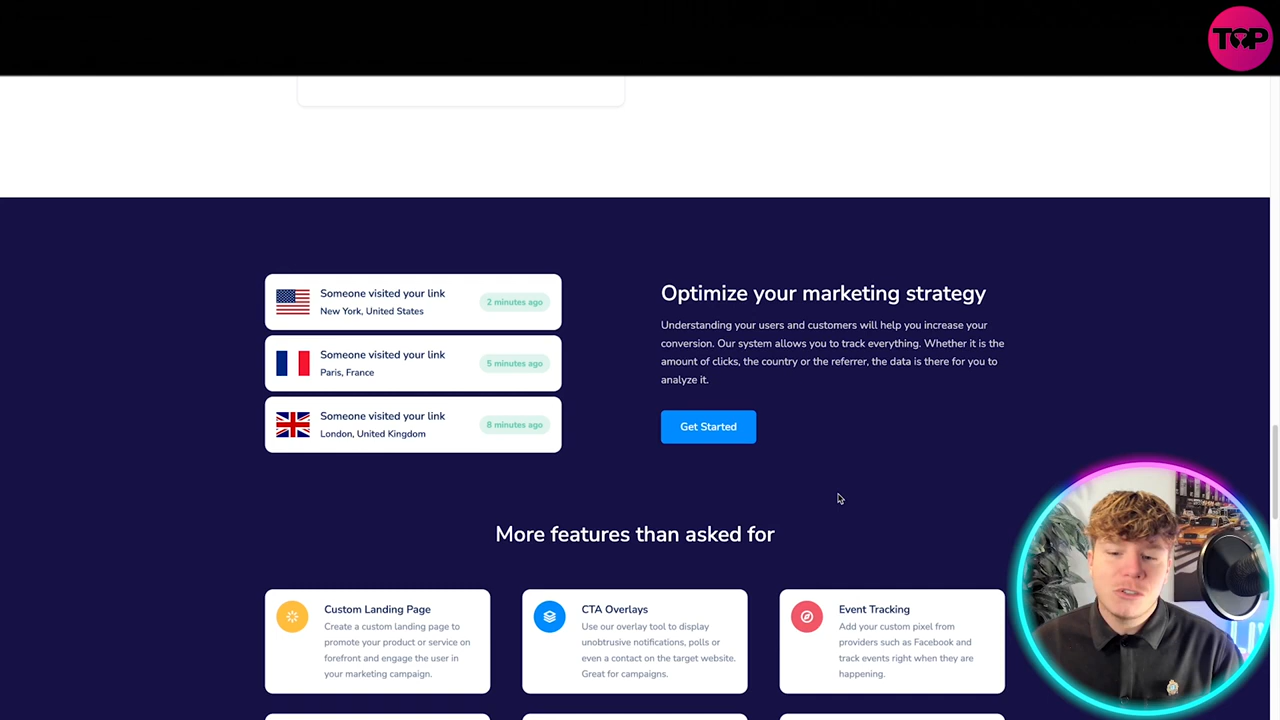 TOP
Someone visited your link
New York, United States
2 minutes ago
Someone visited your link
Paris, France
5 minutes ago
Someone visited your link
London, United Kingdom
8 minutes ago
Optimize your marketing strategy
Understanding your users and customers will help you increase your
conversion. Our system allows you to track everything. Whether it is the
amount of clicks, the country or the referrer, the data is there for you to
analyze it.
Get Started
More features than asked for
Custom Landing Page
Create a custom landing page to
promote your product or service on
forefront and engage the user in
your marketing campaign.
CTA Overlays
Use our overlay tool to display
unobtrusive notifications, polls or
even a contact on the target website.
Great for campaigns.
Event Tracking
Add your custom pixel from
providers such as Facebook and
track events right when they are
happening.